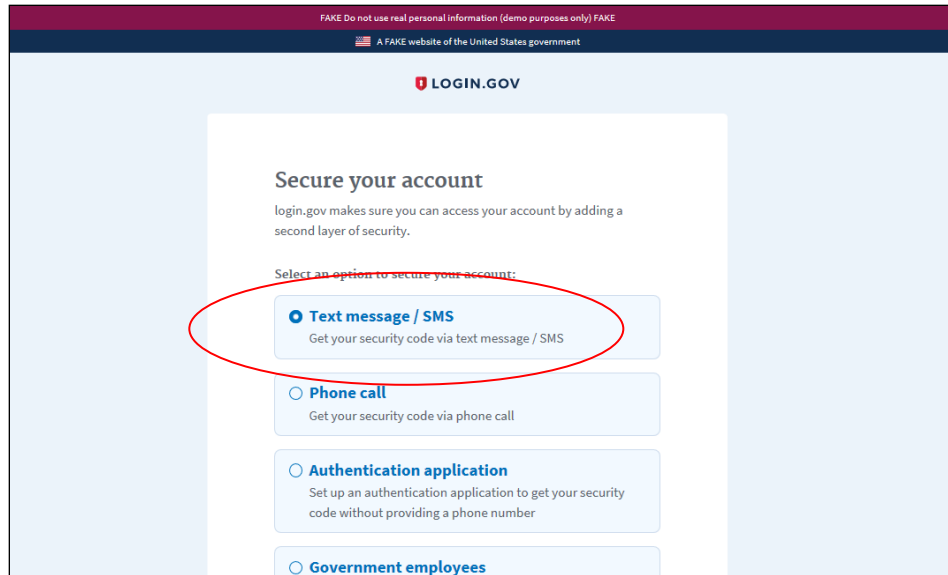 FAKE Do not use real personal information (demo purposes only) FAKE
A FAKE website of the United States government
LOGIN.GOV
Secure your account
login.gov makes sure you can access your account by adding a
second layer of security.
Select an option to secure your account:
Text message / SMS
Get your security code via text message / SMS
Phone call
Get your security code via phone call
Authentication application
Set up an authentication application to get your security
code without providing a phone number
Government employees